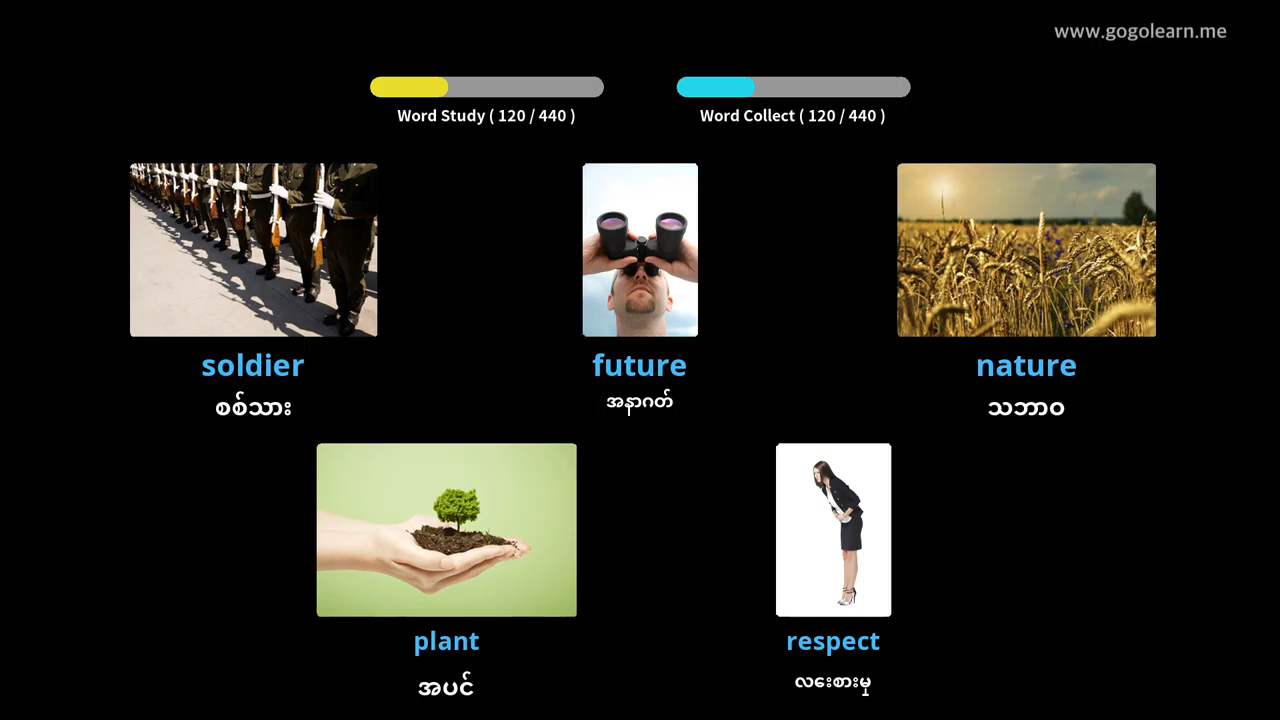 www.gogolearn.me
Word Study ( 120 / 440 )
Word Collect ( 120 / 440 )
soldier
စစ်သား
future
အနာဂတ်
nature
သဘာဝ
plant
အပင်
respect
လေးစားမှု